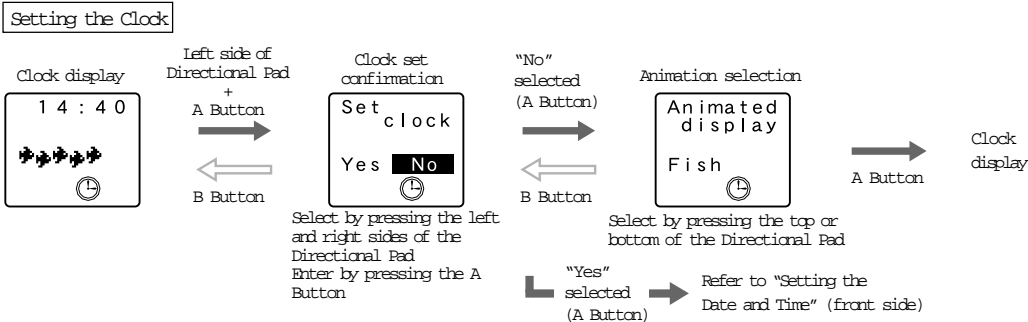 Setting the Clock
Clock display
14:40
Left side of
Directional Pad
+
A Button
B Button
Clock set
confirmation
Set
clock
Yes No
Select by pressing the left
and right sides of the
Directional Pad
Enter by pressing the A
Button
“No”
selected
(A Button)
B Button
Animation selection
Animated
display
Fish
Select by pressing the top or
bottom of the Directional Pad
A Button
Clock
display
“Yes”
selected
(A Button)
Refer to “Setting the
Date and Time” (front side)